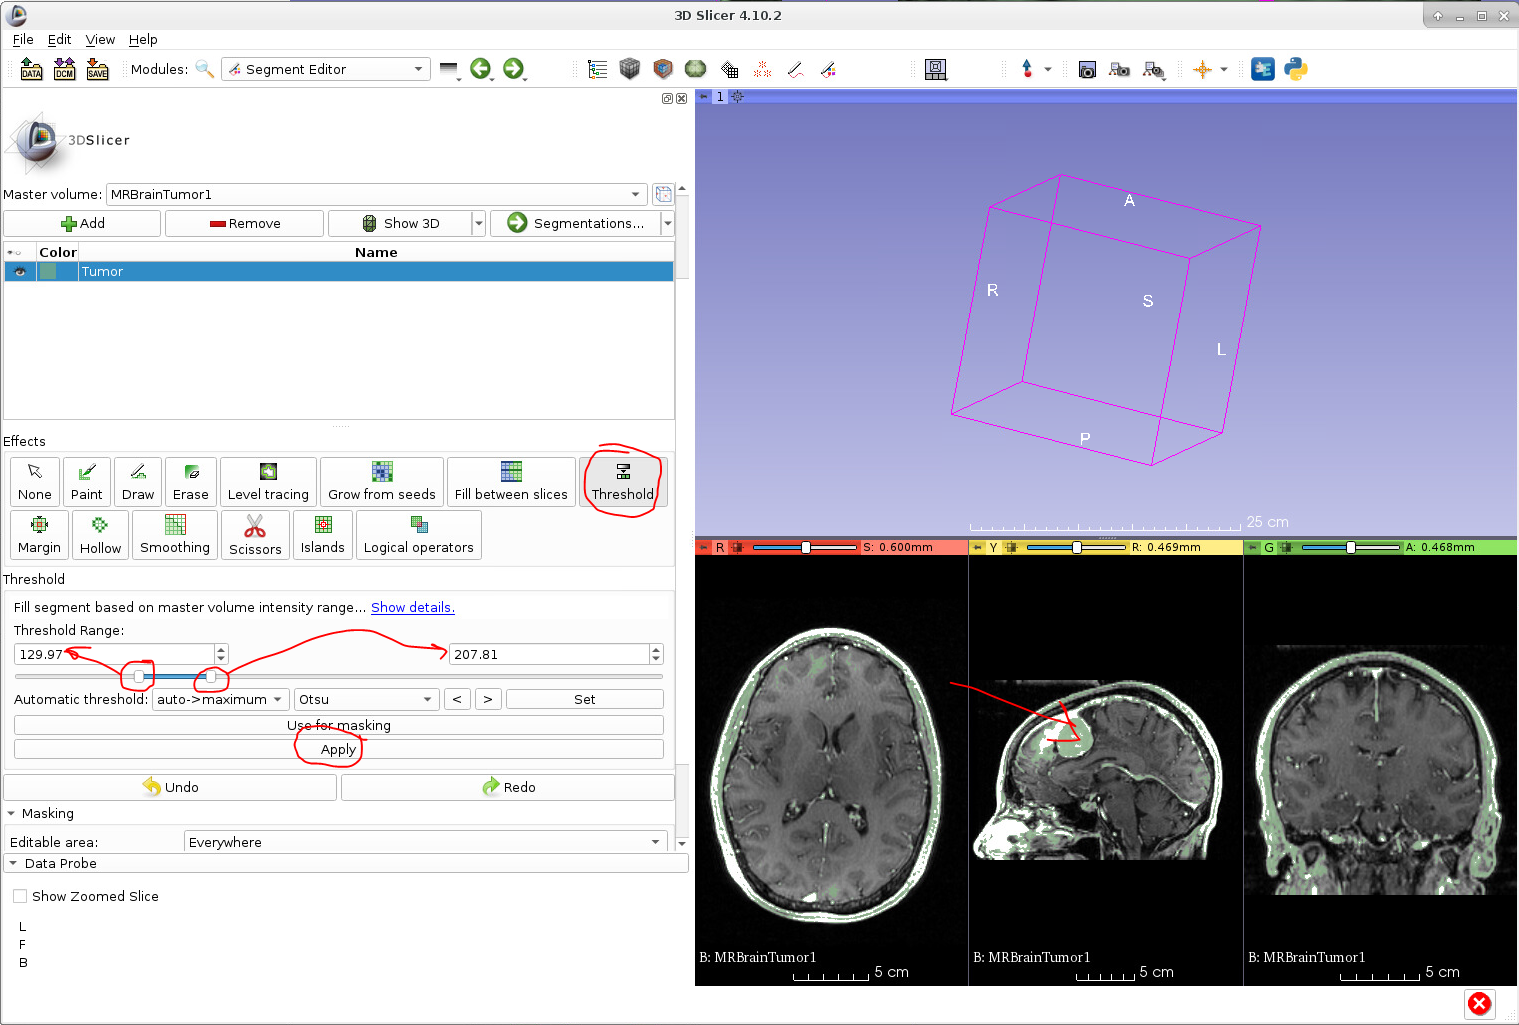 3D Slicer 4.10.2
File Edit View Help
DATA DCM SAVE Modules: Segment Editor
1
3DSlicer
Master volume: MRBrainTumor1
Add Remove Show 3D Segmentations...
Color Name
Tumor
Effects
None Paint Draw Erase Level tracing Grow from seeds Fill between slices Threshold
Margin Hollow Smoothing Scissors Islands Logical operators
Threshold
Fill segment based on master volume intensity range... Show details.
Threshold Range:
129.97 207.81
Automatic threshold: auto->maximum Otsu < > Set
Use for masking
Apply
Undo Redo
Masking
Editable area: Everywhere
Data Probe
Show Zoomed Slice
L
F
B
A
R
S
L
P
25 cm
R S: 0.600mm
Y R: 0.469mm
G A: 0.468mm
B: MRBrainTumor1
5 cm
B: MRBrainTumor1
5 cm
B: MRBrainTumor1
5 cm